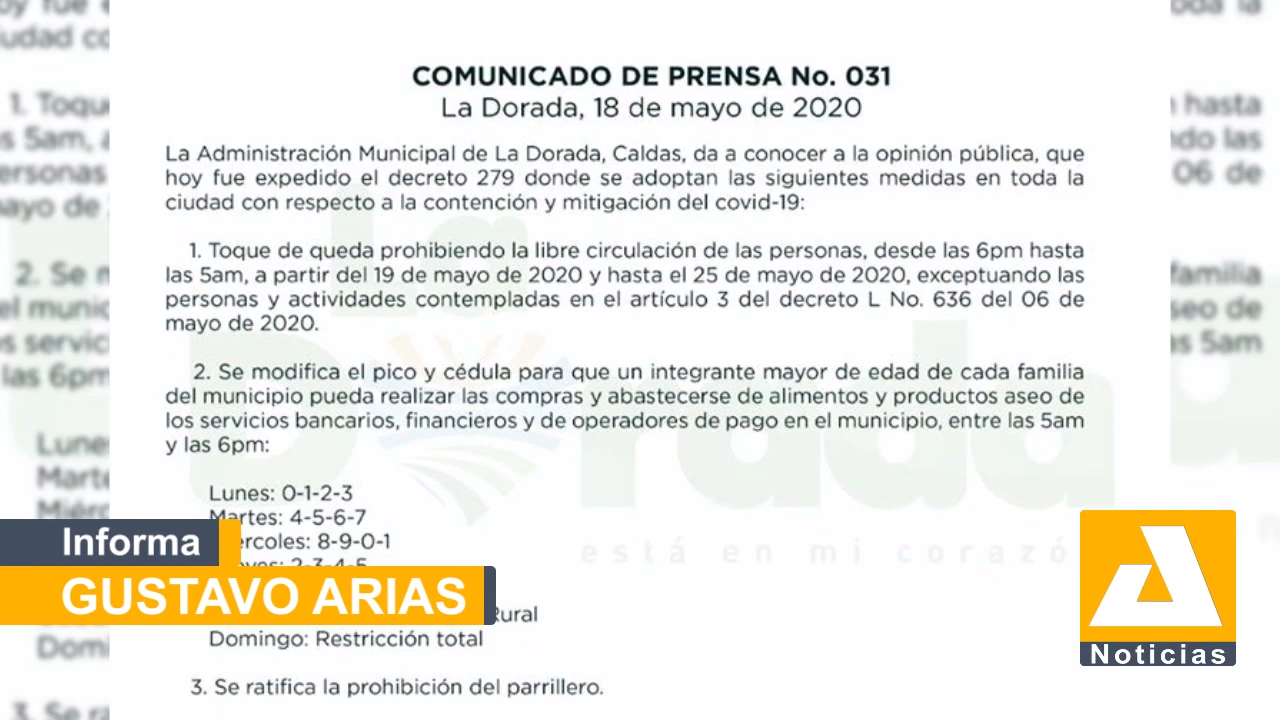 COMUNICADO DE PRENSA No. 031
La Dorada, 18 de mayo de 2020
La Administración Municipal de La Dorada, Caldas, da a conocer a la opinión pública, que
hoy fue expedido el decreto 279 donde se adoptan las siguientes medidas en toda la
ciudad con respecto a la contención y mitigación del covid-19:
1. Toque de queda prohibiendo la libre circulación de las personas, desde las 6pm hasta
las 5am, a partir del 19 de mayo de 2020 y hasta el 25 de mayo de 2020, exceptuando las
personas y actividades contempladas en el artículo 3 del decreto L No. 636 del 06 de
mayo de 2020.
2. Se modifica el pico y cédula para que un integrante mayor de edad de cada familia
del municipio pueda realizar las compras y abastecerse de alimentos y productos aseo de
los servicios bancarios, financieros y de operadores de pago en el municipio, entre las 5am
y las 6pm:
Lunes: 0-1-2-3
Martes: 4-5-6-7
ércoles: 8-9-0-1
2-3-4-5
Rural
Domingo: Restricción total
3. Se ratifica la prohibición del parrillero.
La Dorada
está en mi corazó
Informa
GUSTAVO ARIAS
A
Noticias